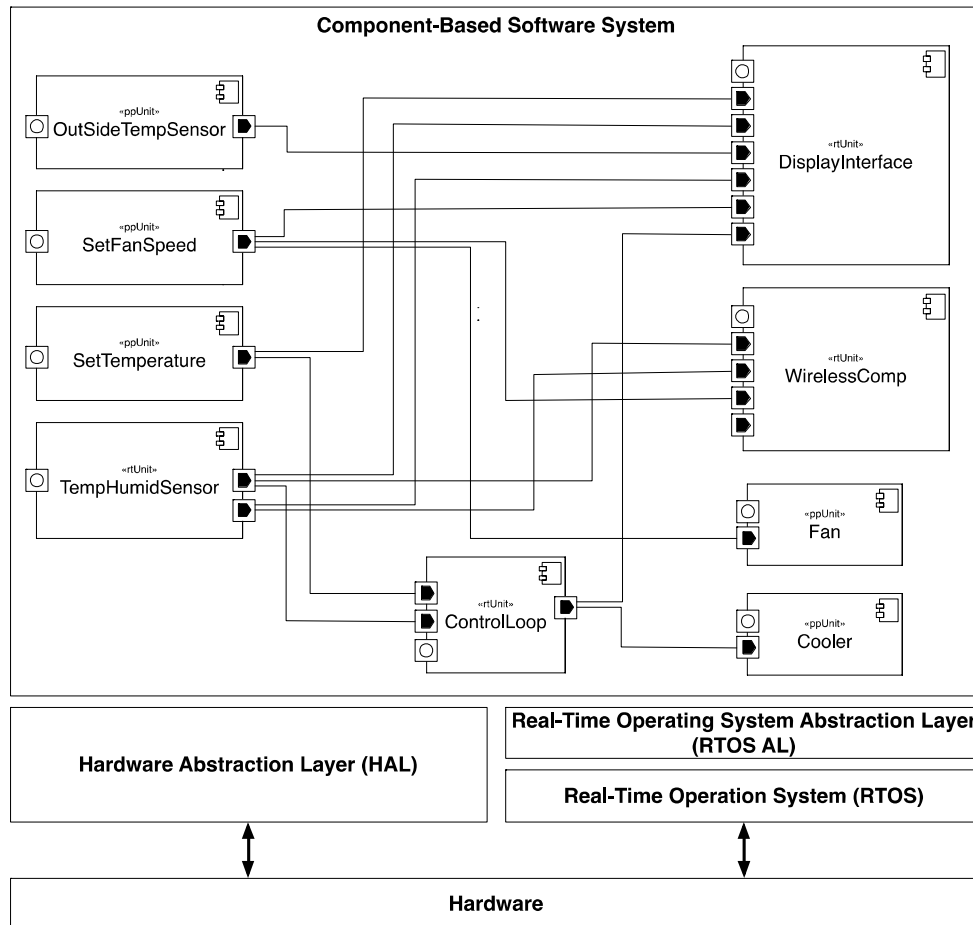 Component-Based Software System
«ppUnit»
OutSideTempSensor
«ppUnit»
SetFanSpeed
«ppUnit»
SetTemperature
«rtUnit»
TempHumidSensor
«rtUnit»
ControlLoop
«rtUnit»
DisplayInterface
«rtUnit»
WirelessComp
«ppUnit»
Fan
«ppUnit»
Cooler
Hardware Abstraction Layer (HAL)
Real-Time Operating System Abstraction Layer
(RTOS AL)
Real-Time Operation System (RTOS)
Hardware